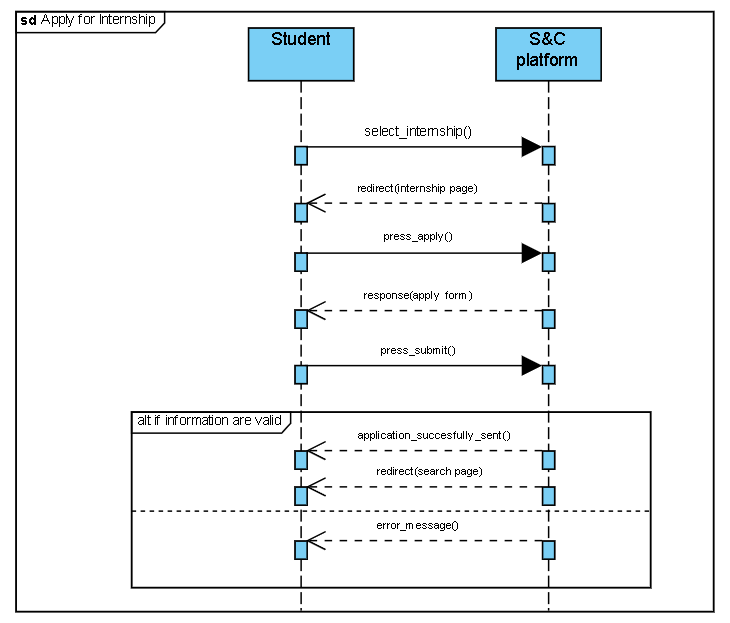 sd Apply for Internship
Student
S&C
platform
select_internship()
redirect(internship page)
press_apply()
response(apply form)
press_submit()
alt if information are valid
application_succesfully_sent()
redirect(search page)
error_message()